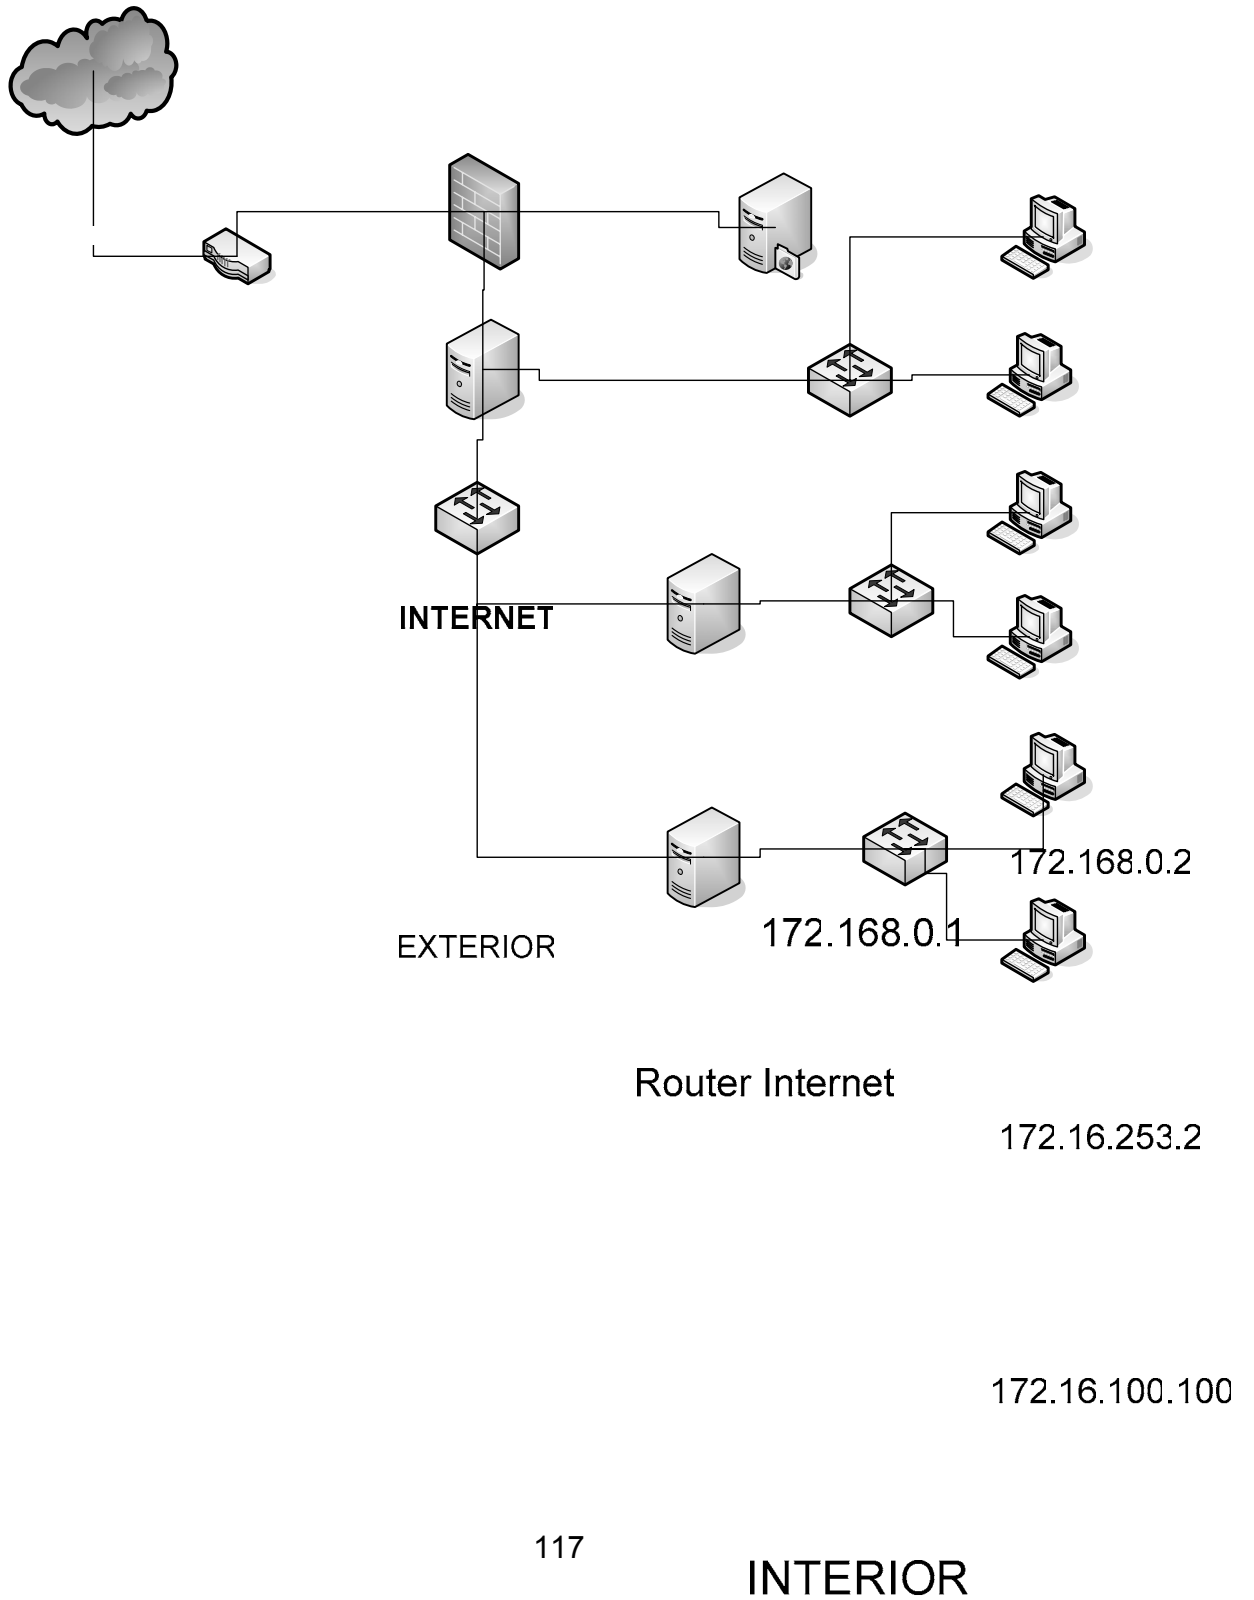 INTERNET
172.168.0.2
172.168.0.1
EXTERIOR
Router Internet
172.16.253.2
172.16.100.100
117
INTERIOR